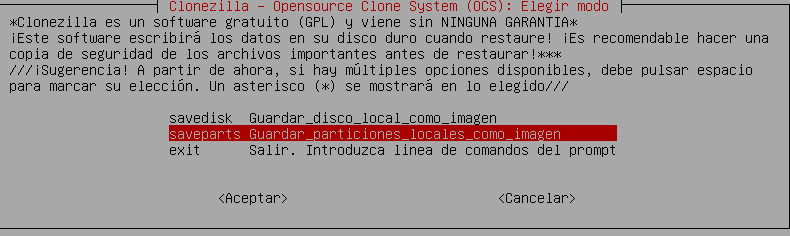 Clonezilla - Opensource Clone System (OCS): Elegir modo
*Clonezilla es un software gratuito (GPL) y viene sin NINGUNA GARANTIA*
¡Este software escribirá los datos en su disco duro cuando restaure! ¡Es recomendable hacer una
copia de seguridad de los archivos importantes antes de restaurar!***
///¡Sugerencia! A partir de ahora, si hay múltiples opciones disponibles, debe pulsar espacio
para marcar su elección. Un asterisco (*) se mostrará en lo elegido///
savedisk Guardar_disco_local_como_imagen
saveparts Guardar_particiones_locales_como_imagen
exit Salir. Introduzca linea de comandos del prompt
<Aceptar> <Cancelar>